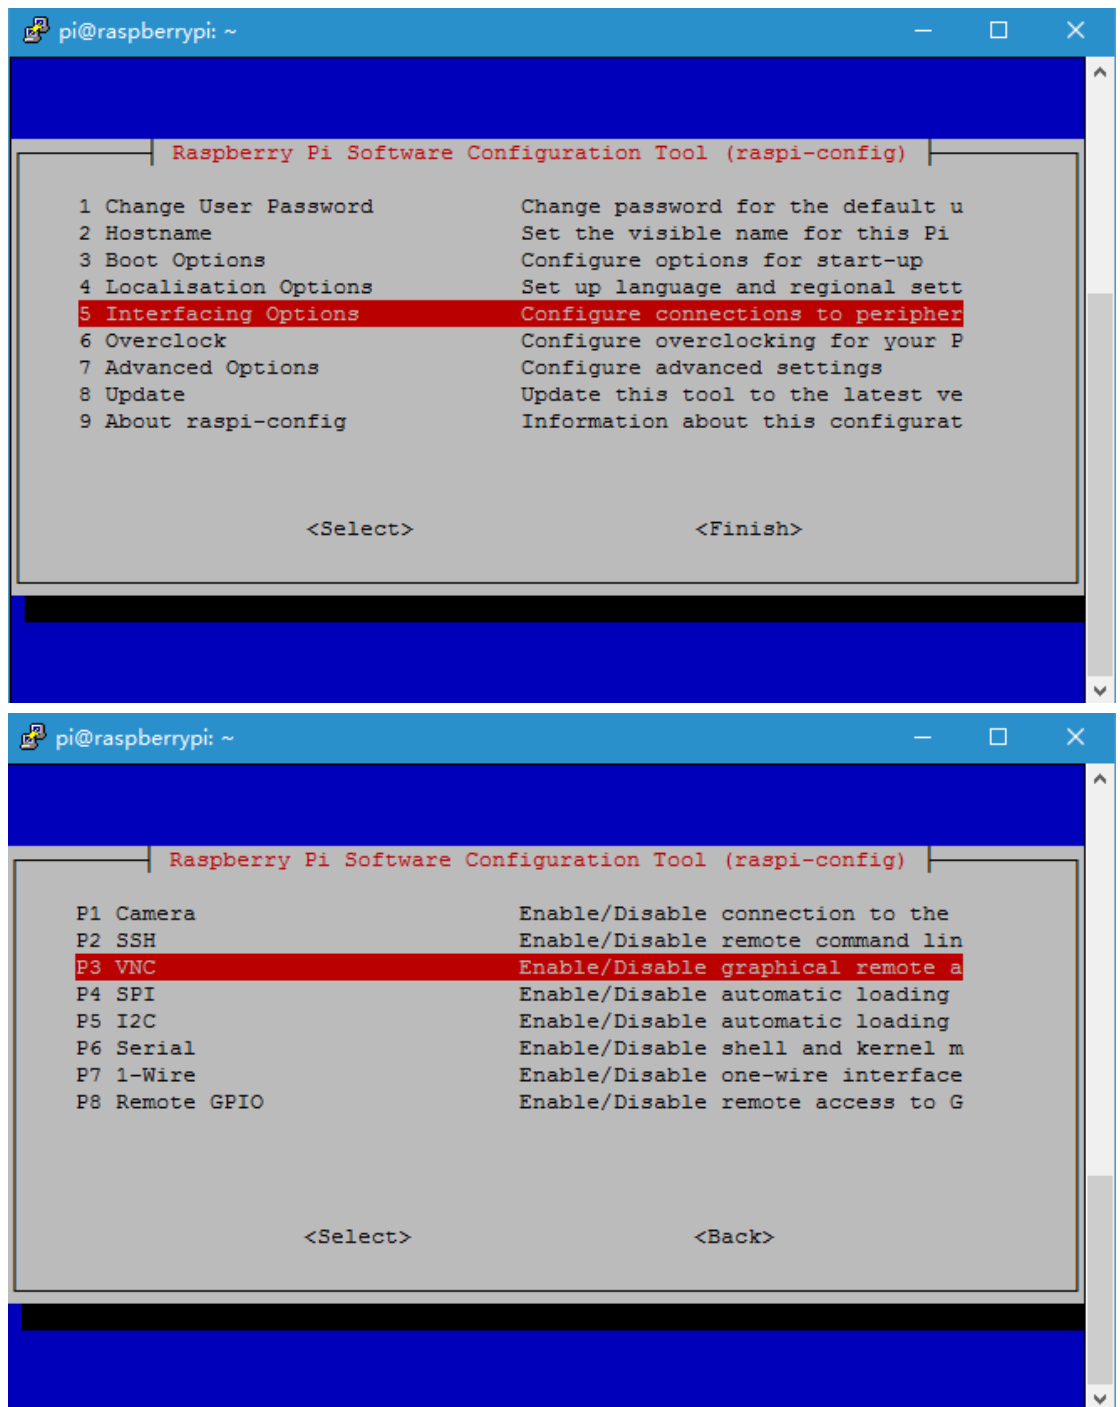 pi@raspberrypi: ~
Raspberry Pi Software Configuration Tool (raspi-config)
1 Change User Password Change password for the default u
2 Hostname Set the visible name for this Pi
3 Boot Options Configure options for start-up
4 Localisation Options Set up language and regional sett
5 Interfacing Options Configure connections to peripher
6 Overclock Configure overclocking for your P
7 Advanced Options Configure advanced settings
8 Update Update this tool to the latest ve
9 About raspi-config Information about this configurat
<Select> <Finish>
pi@raspberrypi: ~
Raspberry Pi Software Configuration Tool (raspi-config)
P1 Camera Enable/Disable connection to the
P2 SSH Enable/Disable remote command lin
P3 VNC Enable/Disable graphical remote a
P4 SPI Enable/Disable automatic loading
P5 I2C Enable/Disable automatic loading
P6 Serial Enable/Disable shell and kernel m
P7 1-Wire Enable/Disable one-wire interface
P8 Remote GPIO Enable/Disable remote access to G
<Select> <Back>